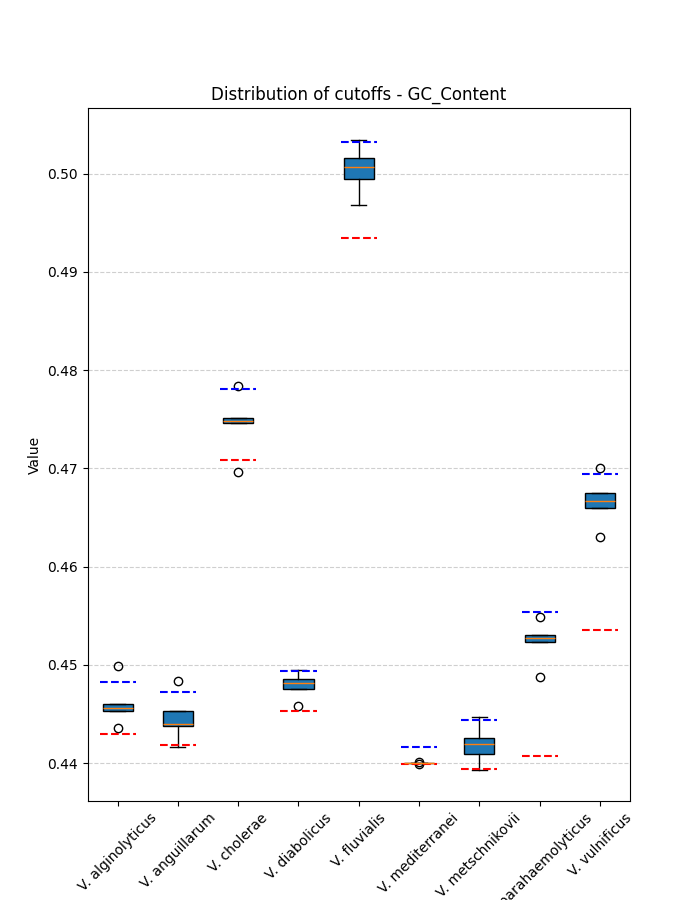 Distribution of cutoffs - GC_Content
Value
0.50
0.49
0.48
0.47
0.46
0.45
0.44
V. alginolyticus
V. anguillarum
V. cholerae
V. diabolicus
V. fluvialis
V. mediterranei
V. metschnikovii
parahaemolyticus
V. vulnificus